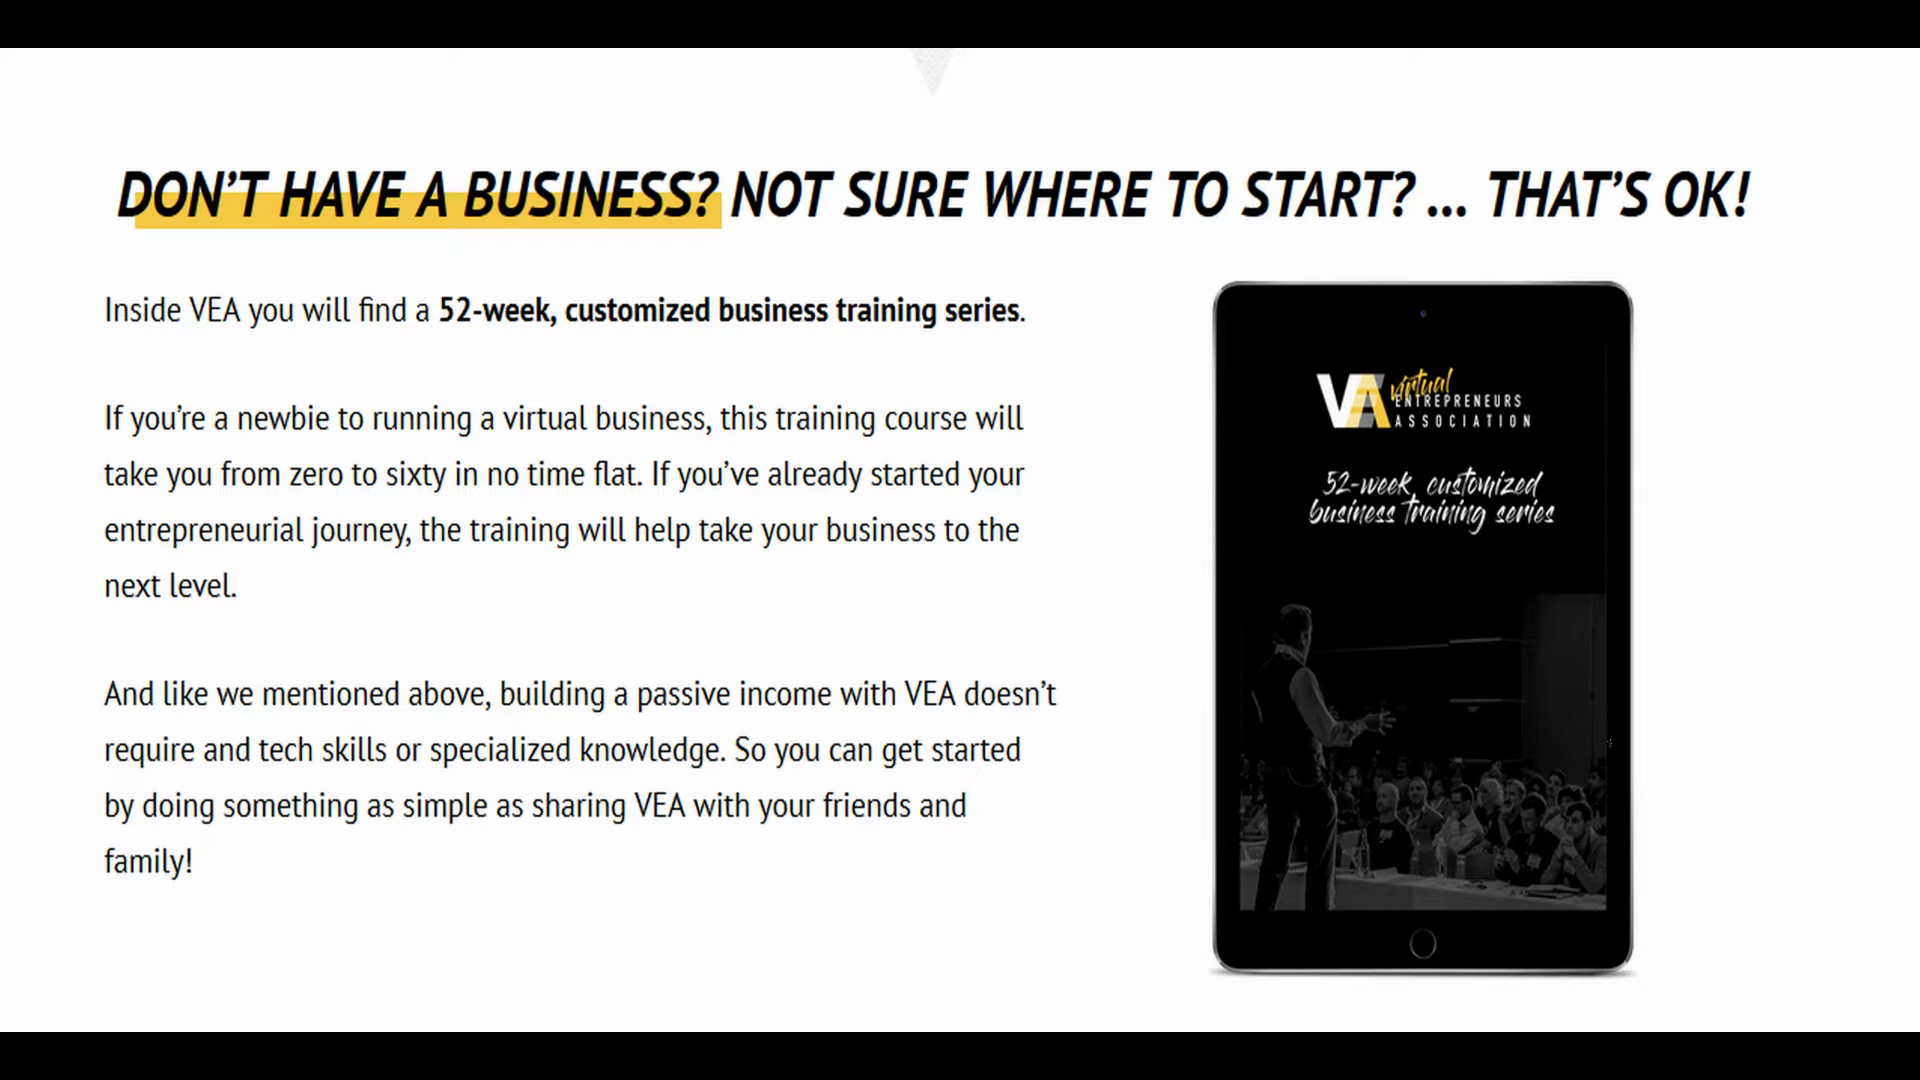 DON’T HAVE A BUSINESS? NOT SURE WHERE TO START? ... THAT’S OK!
Inside VEA you will find a 52-week, customized business training series.
If you’re a newbie to running a virtual business, this training course will
take you from zero to sixty in no time flat. If you’ve already started your
entrepreneurial journey, the training will help take your business to the
next level.
And like we mentioned above, building a passive income with VEA doesn’t
require and tech skills or specialized knowledge. So you can get started
by doing something as simple as sharing VEA with your friends and
family!
VEA virtual
ENTREPRENEURS
ASSOCIATION
52-week, customized
business training series